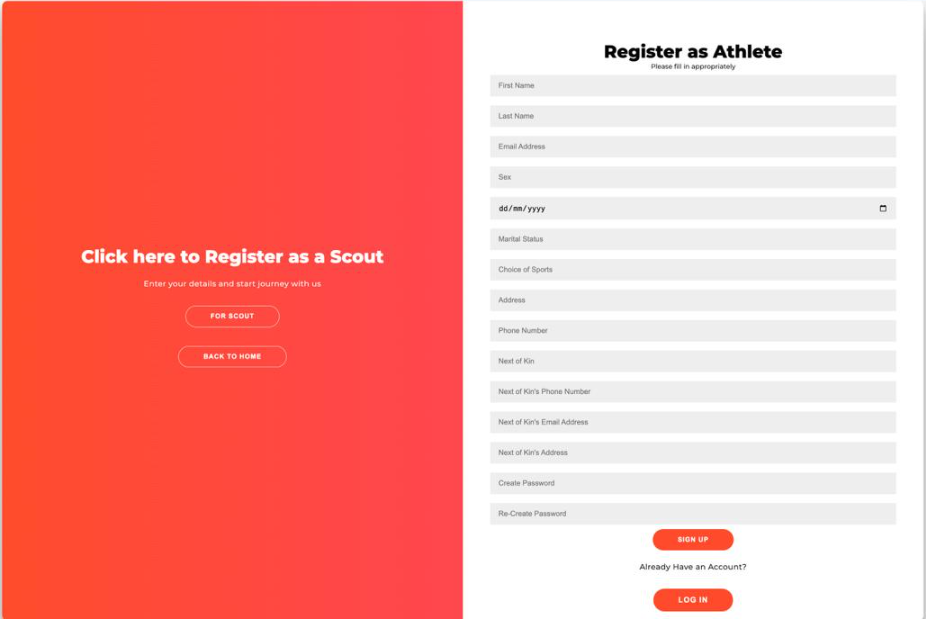 Click here to Register as a Scout
Enter your details and start journey with us
FOR SCOUT
BACK TO HOME
Register as Athlete
Please fill in appropriately
First Name
Last Name
Email Address
Sex
dd/mm/yyyy
Marital Status
Choice of Sports
Address
Phone Number
Next of Kin
Next of Kin's Phone Number
Next of Kin's Email Address
Next of Kin's Address
Create Password
Re-Create Password
SIGN UP
Already Have an Account?
LOG IN